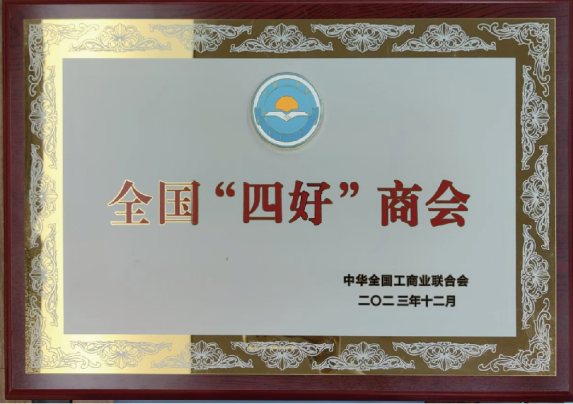 全国“四好”商会
中华全国工商业联合会
二〇二三年十二月